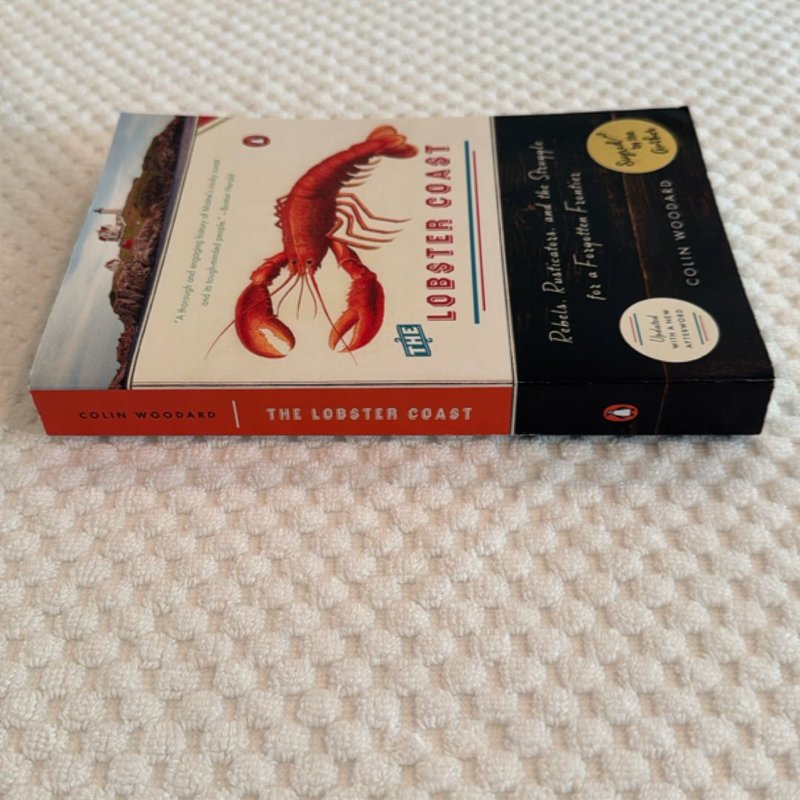 "A thorough and engaging history of Maine's rocky coast
and its tough-minded people." —Boston Herald
THE
LOBSTER COAST
Rebels, Rusticators, and the Struggle
for a Forgotten Frontier
Signed
by the
Author
COLIN WOODARD
Updated
WITH A NEW
AFTERWORD
COLIN WOODARD | THE LOBSTER COAST